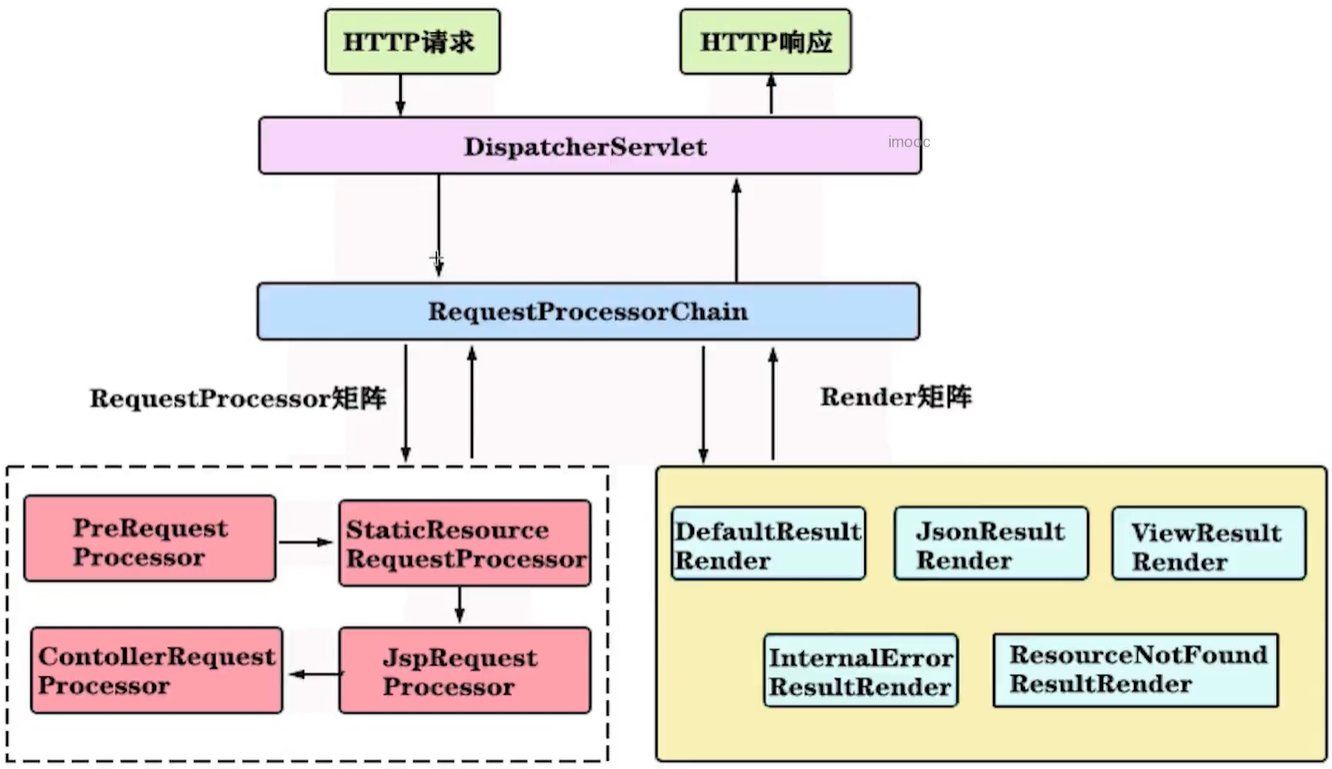 HTTP请求
HTTP响应
DispatcherServlet
imooc
RequestProcessorChain
RequestProcessor矩阵
Render矩阵
PreRequest
Processor
StaticResource
RequestProcessor
ContollerRequest
Processor
JspRequest
Processor
DefaultResult
Render
JsonResult
Render
ViewResult
Render
InternalError
ResultRender
ResourceNotFound
ResultRender